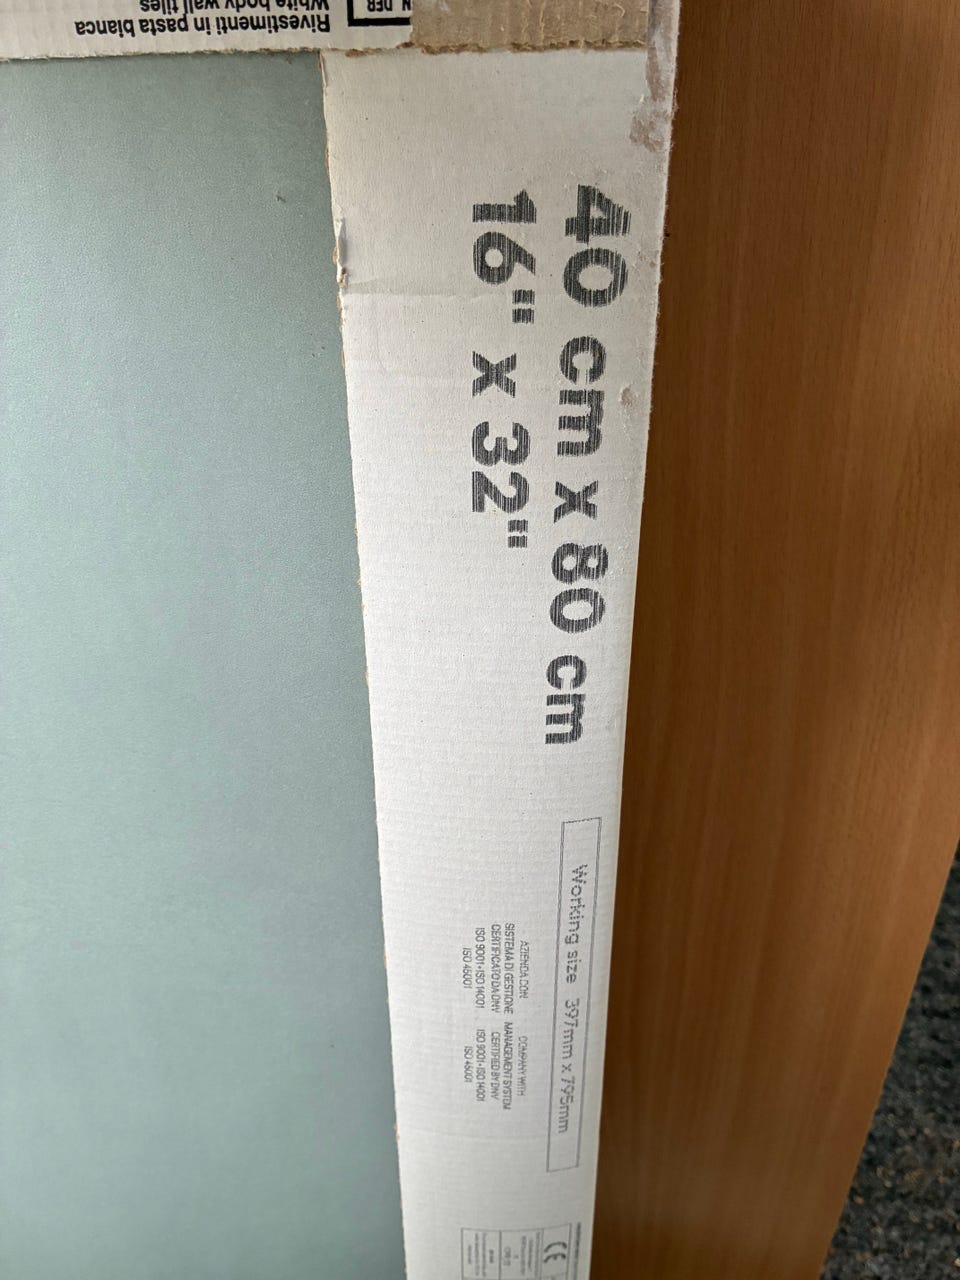 Rivestimenti in pasta bianca
White body wall tiles
40 cm x 80 cm
16" x 32"
Working size 397mm x 795mm
AZIENDA CON
SISTEMA DI GESTIONE
CERTIFICATO DA DNV
ISO 9001 • ISO 14001
ISO 45001
COMPANY WITH
MANAGEMENT SYSTEM
CERTIFIED BY DNV
ISO 9001 • ISO 14001
ISO 45001
CE